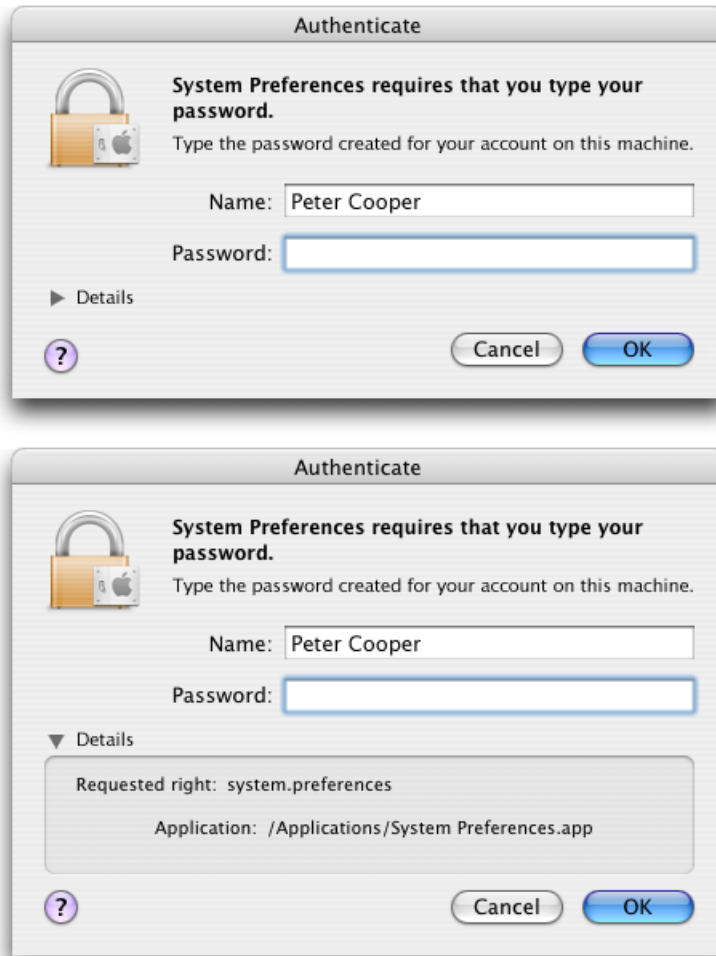 Authenticate
System Preferences requires that you type your
password.
Type the password created for your account on this machine.
Name: Peter Cooper
Password:
Details
?
Cancel
OK
Authenticate
System Preferences requires that you type your
password.
Type the password created for your account on this machine.
Name: Peter Cooper
Password:
Details
Requested right: system.preferences
Application: /Applications/System Preferences.app
?
Cancel
OK